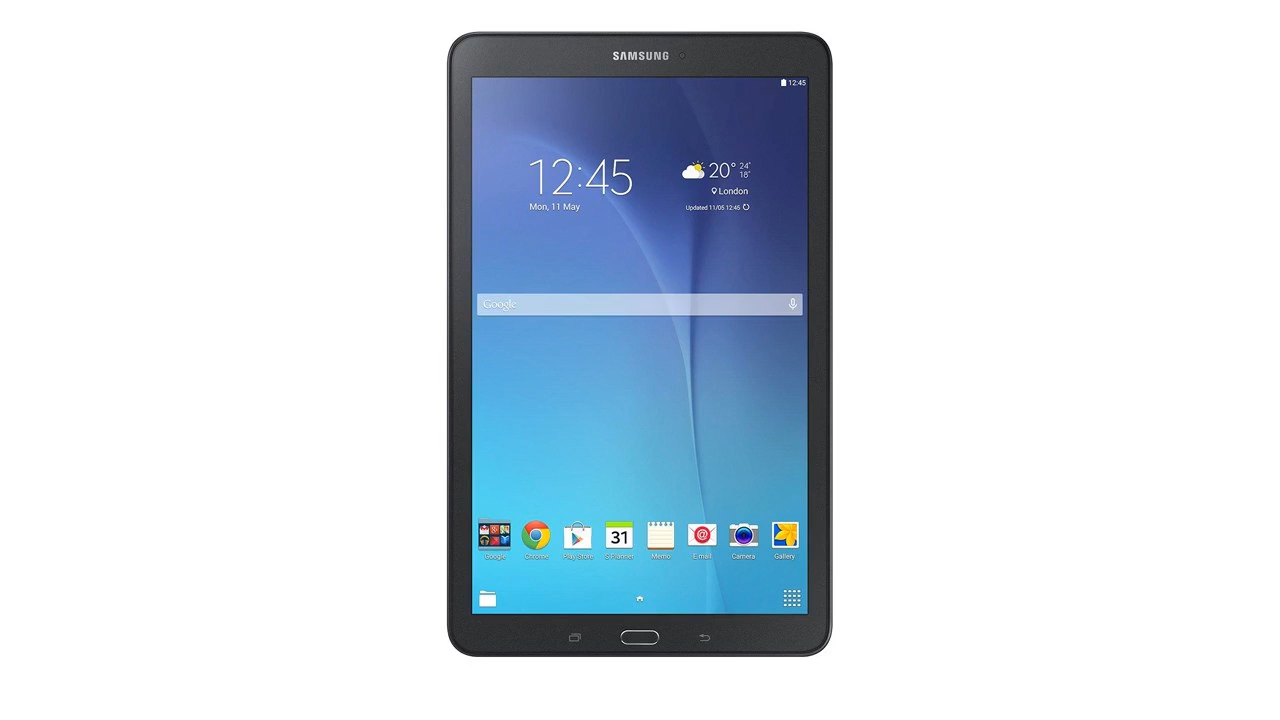 SAMSUNG
12:45
12:45
20° 24°
18°
London
Mon, 11 May
Updated 11/05 12:45
Google
31
@
Google
Chrome
Play Store
S Planner
Memo
Email
Camera
Gallery